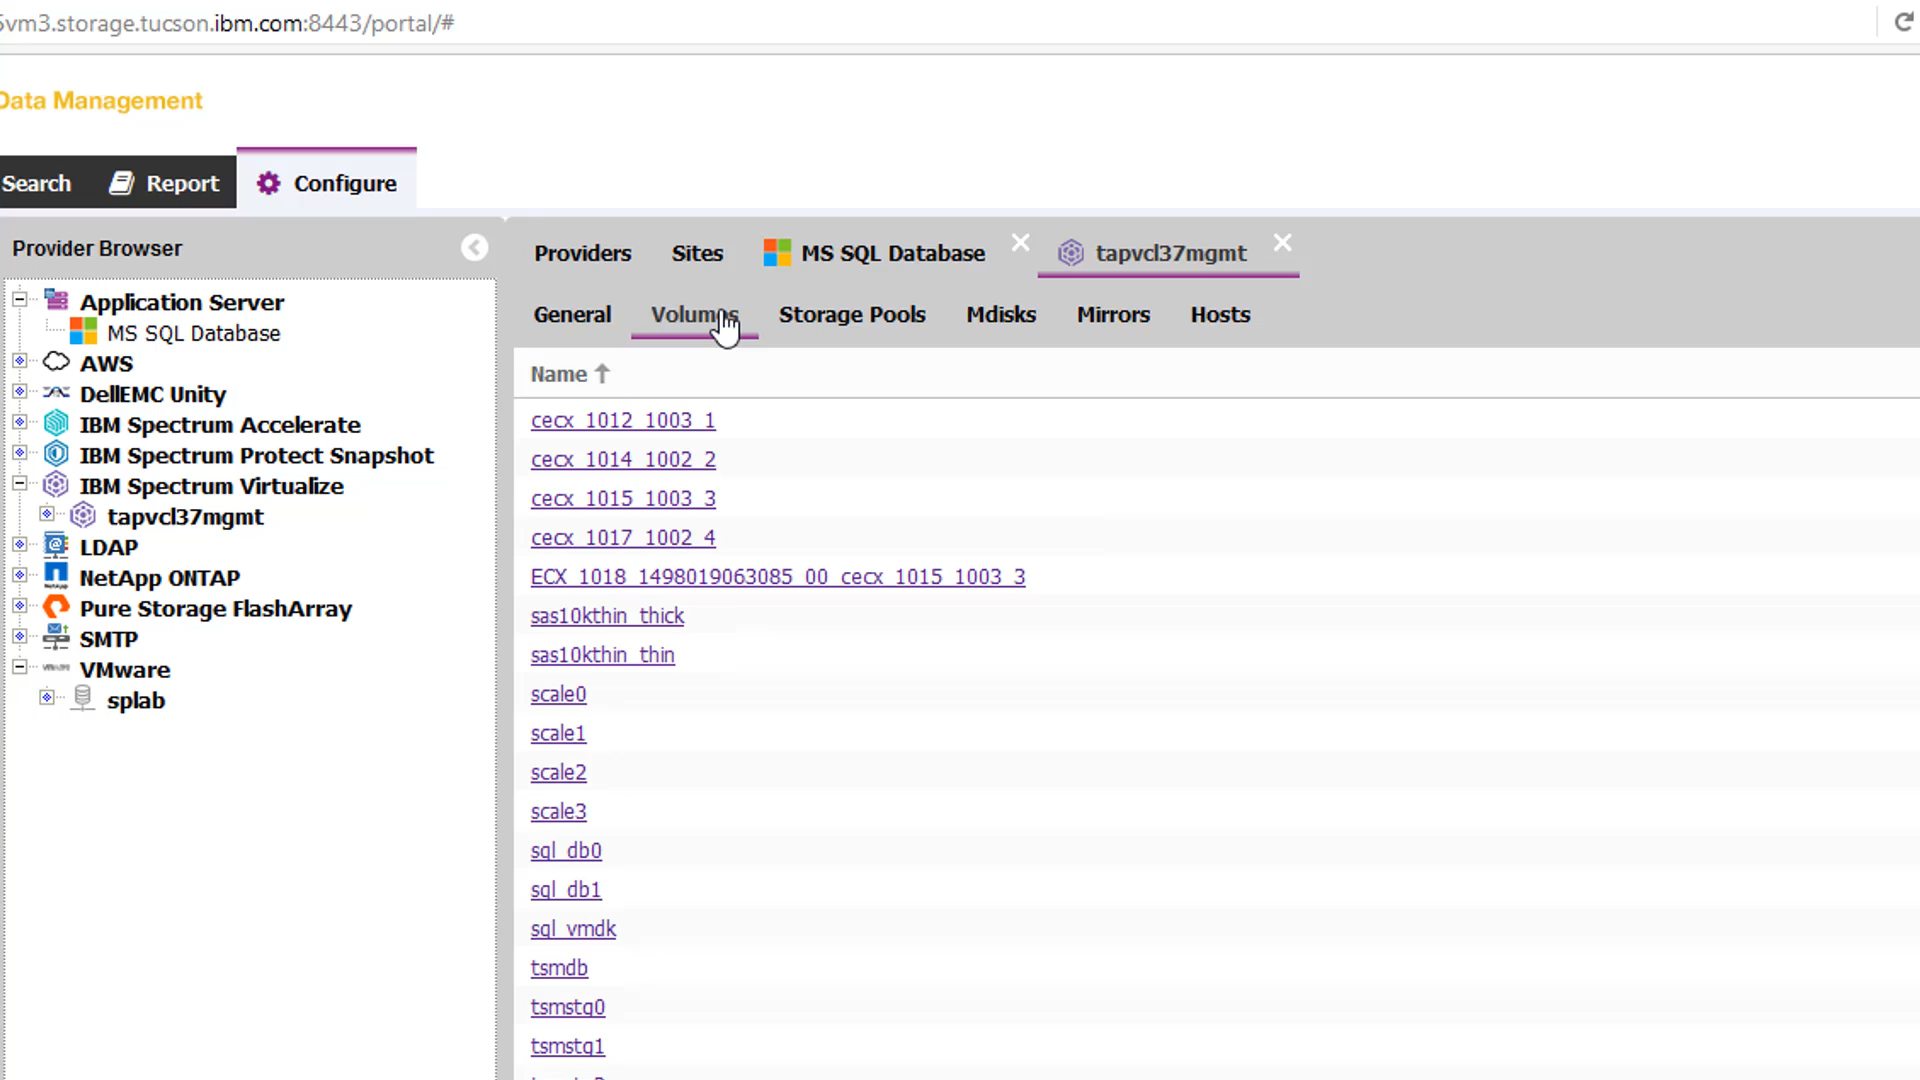 5vm3.storage.tucson.ibm.com:8443/portal/#
Data Management
Search Report Configure
Provider Browser
Application Server
MS SQL Database
AWS
DellEMC Unity
IBM Spectrum Accelerate
IBM Spectrum Protect Snapshot
IBM Spectrum Virtualize
tapvcl37mgmt
LDAP
NetApp ONTAP
Pure Storage FlashArray
SMTP
VMware
splab
Providers Sites MS SQL Database tapvcl37mgmt
General Volumes Storage Pools Mdisks Mirrors Hosts
Name
cecx_1012_1003_1
cecx_1014_1002_2
cecx_1015_1003_3
cecx_1017_1002_4
ECX_1018_1498019063085_00_cecx_1015_1003_3
sas10kthin_thick
sas10kthin_thin
scale0
scale1
scale2
scale3
sql_db0
sql_db1
sql_vmdk
tsmdb
tsmstg0
tsmstg1